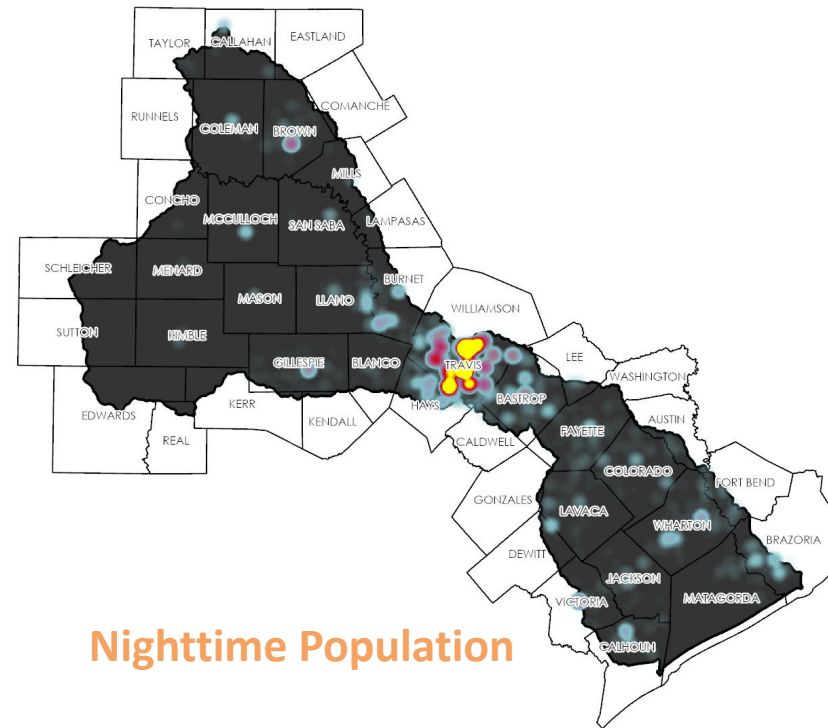 TAYLOR
CALLAHAN
EASTLAND
RUNNELS
COLEMAN
BROWN
COMANCHE
MILLS
CONCHO
MCCULLOCH
SAN SABA
LAMPASAS
SCHLEICHER
MENARD
BURNET
MASON
LLANO
WILLIAMSON
SUTTON
KIMBLE
GILLESPIE
BLANCO
TRAVIS
LEE
WASHINGTON
EDWARDS
KERR
KENDALL
HAYS
BASTROP
REAL
CALDWELL
FAYETTE
AUSTIN
GONZALES
COLORADO
FORT BEND
LAVACA
WHARTON
BRAZORIA
DEWITT
JACKSON
MATAGORDA
VICTORIA
CALHOUN
Nighttime Population